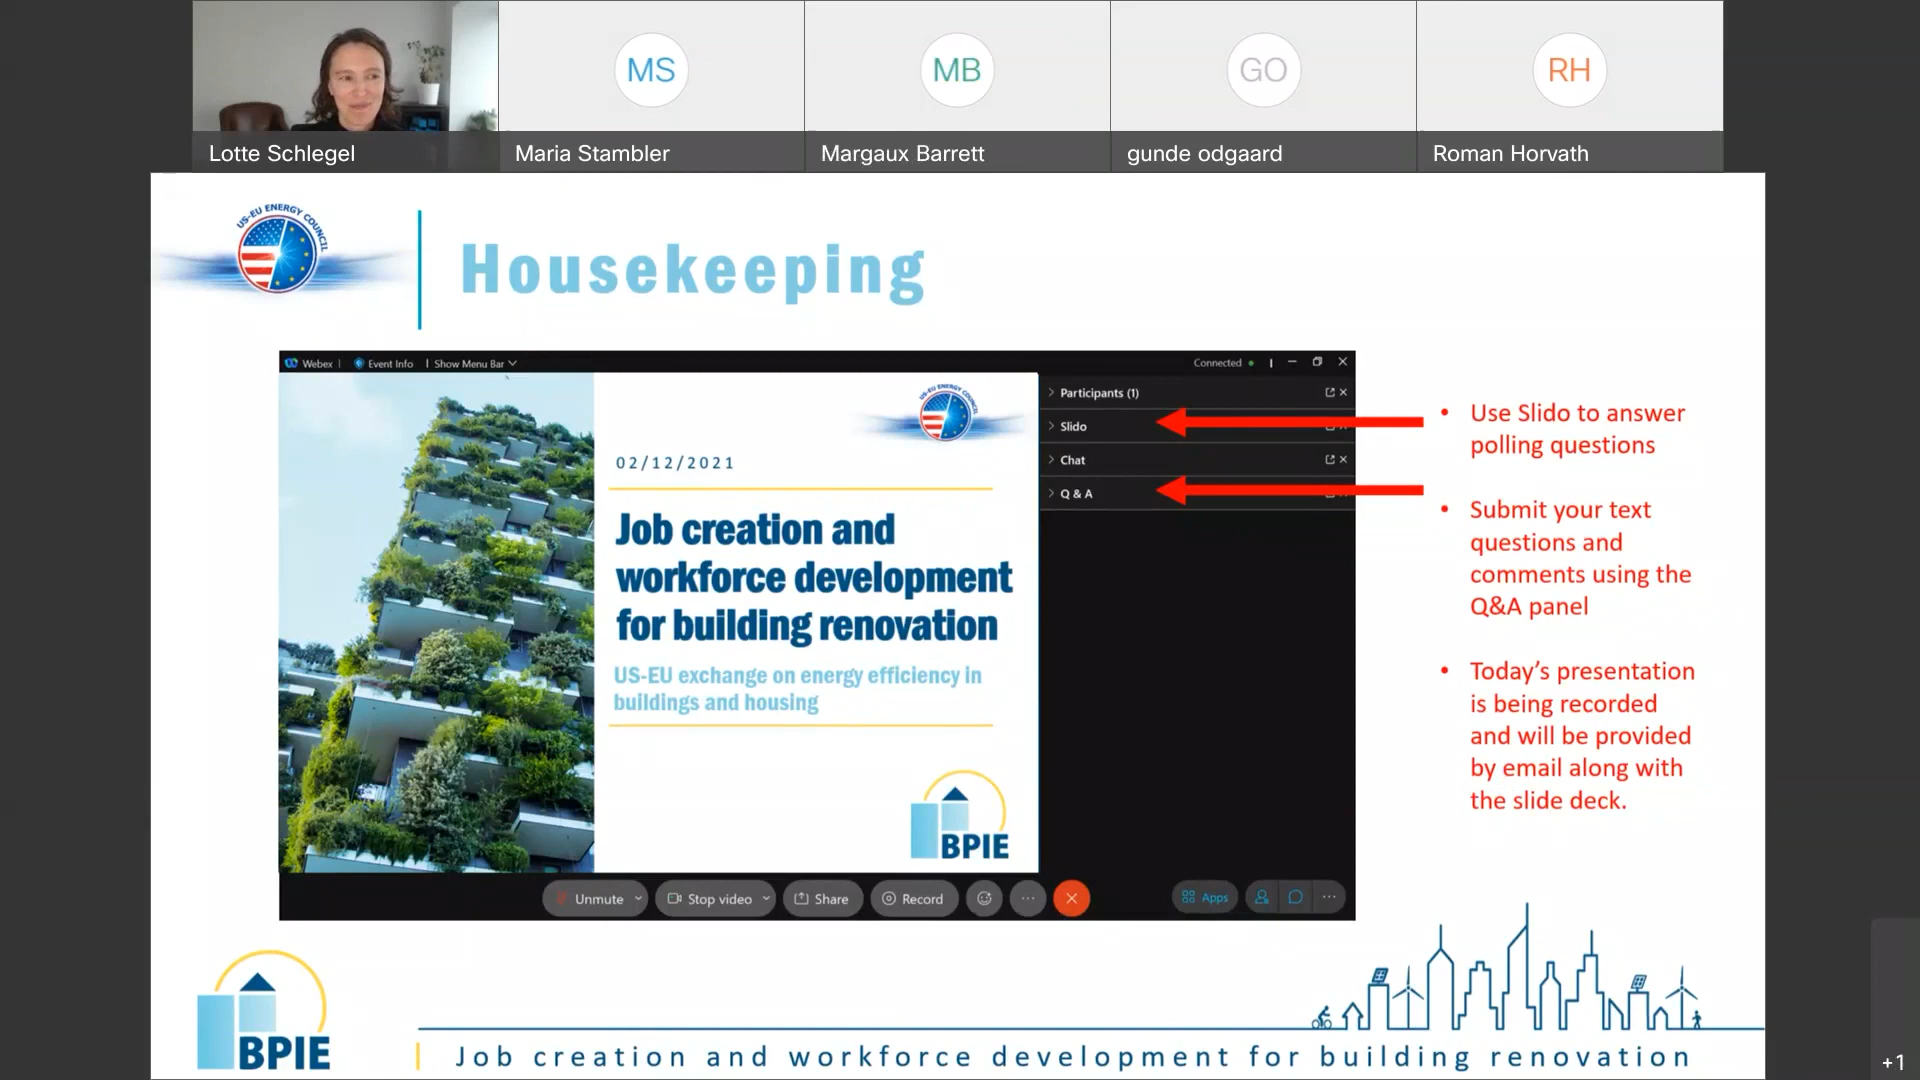 MS
MB
GO
RH
Lotte Schlegel
Maria Stambler
Margaux Barrett
gunde odgaard
Roman Horvath
US-EU ENERGY COUNCIL
Housekeeping
Webex
Event Info
Show Menu Bar
Connected
Participants (1)
Slido
Chat
Q & A
US-EU ENERGY COUNCIL
02/12/2021
Job creation and
workforce development
for building renovation
US-EU exchange on energy efficiency in
buildings and housing
BPIE
Unmute
Stop video
Share
Record
Apps
• Use Slido to answer
polling questions
• Submit your text
questions and
comments using the
Q&A panel
• Today’s presentation
is being recorded
and will be provided
by email along with
the slide deck.
BPIE
Job creation and workforce development for building renovation
+1